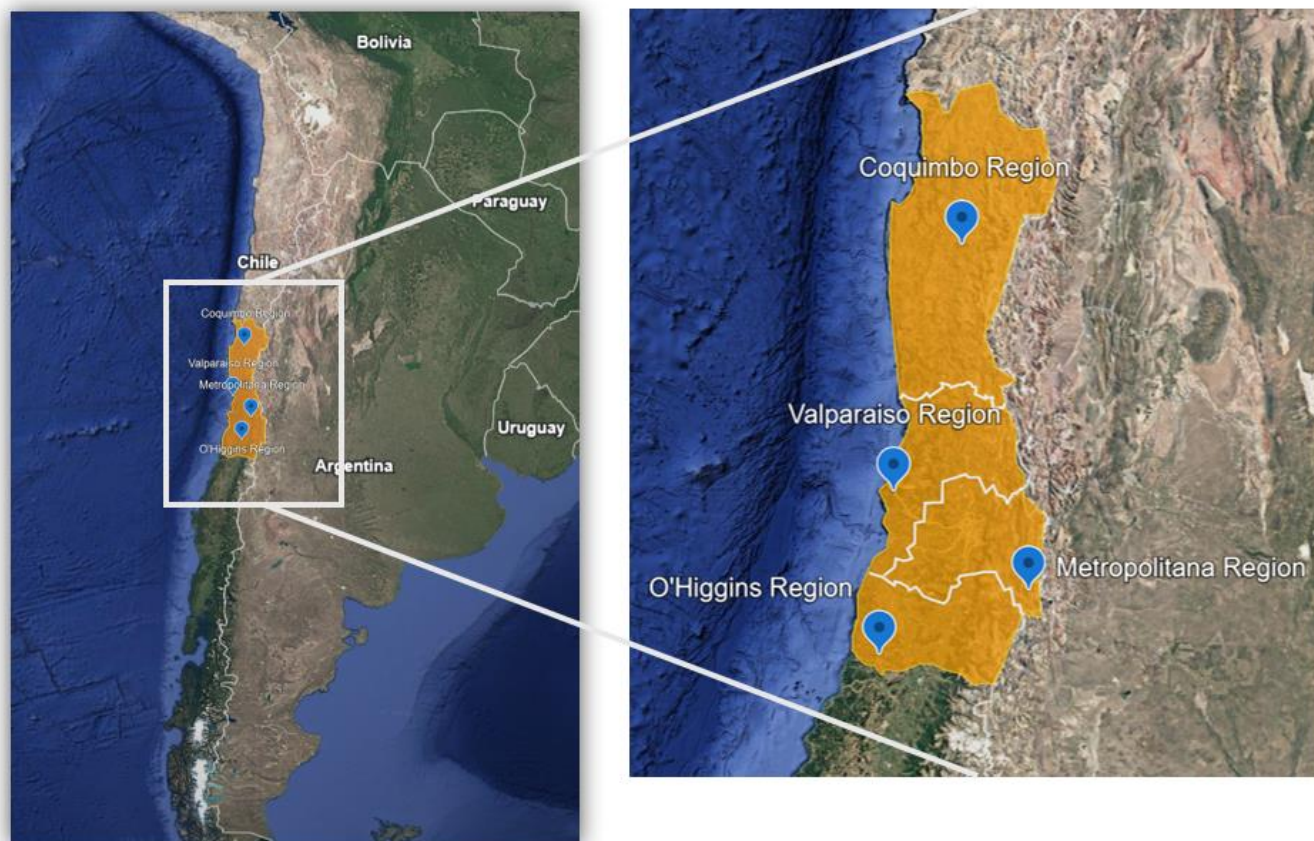 Bolivia
Paraguay
Chile
Coquimbo Region
Valparaiso Region
Metropolitana Region
Uruguay
O'Higgins Region
Argentina
Coquimbo Region
Valparaiso Region
Metropolitana Region
O'Higgins Region